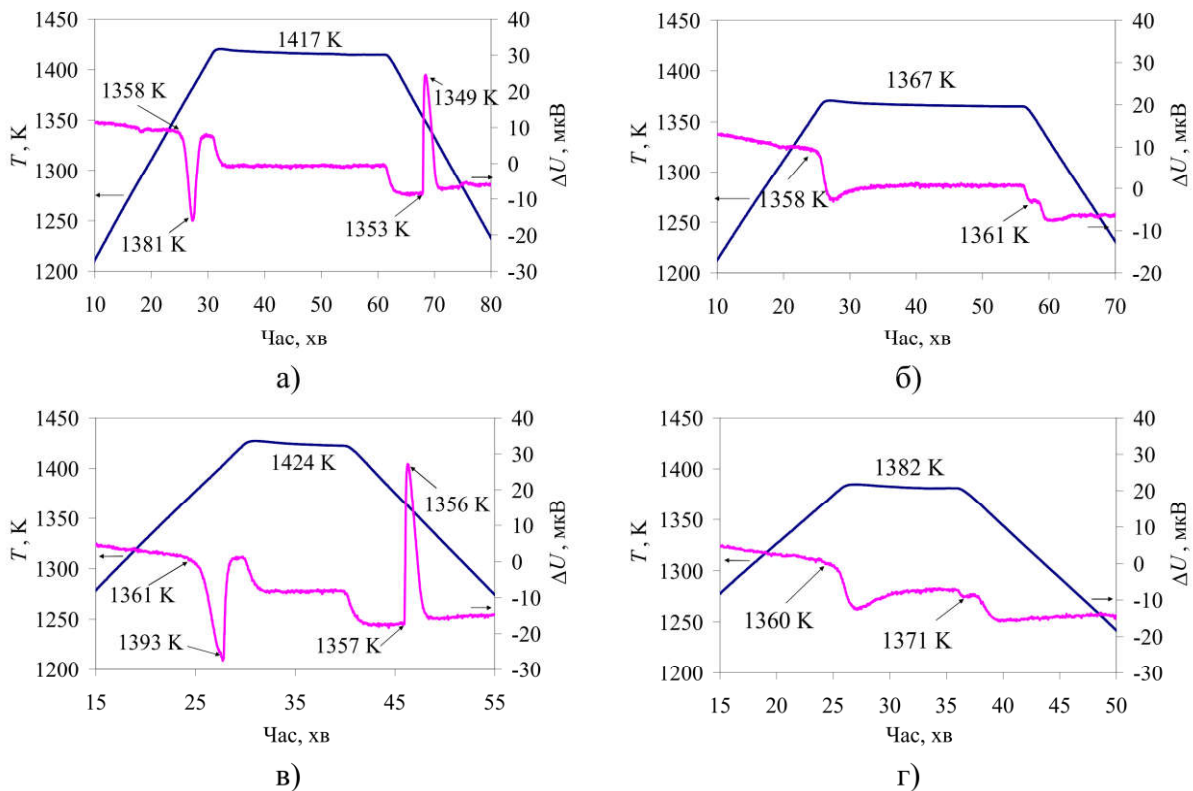 1450
1400
1350
1300
1250
1200
T, К
40
30
20
10
0
-10
-20
-30
ΔU, мкВ
1417 K
1358 K
1349 K
1381 K
1353 K
10 20 30 40 50 60 70 80
Час, хв
а)
1450
1400
1350
1300
1250
1200
T, К
40
30
20
10
0
-10
-20
ΔU, мкВ
1367 K
1358 K
1361 K
10 20 30 40 50 60 70
Час, хв
б)
1450
1400
1350
1300
1250
1200
T, К
40
30
20
10
0
-10
-20
-30
ΔU, мкВ
1424 K
1356 K
1361 K
1357 K
1393 K
15 25 35 45 55
Час, хв
в)
1450
1400
1350
1300
1250
1200
T, К
40
30
20
10
0
-10
-20
-30
ΔU, мкВ
1382 K
1360 K
1371 K
15 20 25 30 35 40 45 50
Час, хв
г)